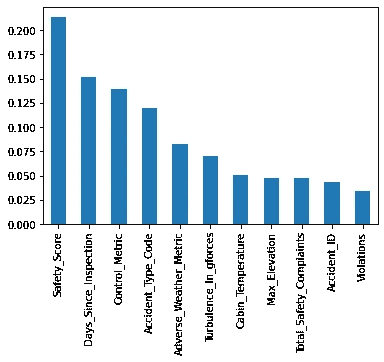 0.200
0.175
0.150
0.125
0.100
0.075
0.050
0.025
0.000
Safety_Score
Days_Since_Inspection
Control_Metric
Accident_Type_Code
Adverse_Weather_Metric
Turbulence_In_gforces
Cabin_Temperature
Max_Elevation
Total_Safety_Complaints
Accident_ID
Violations